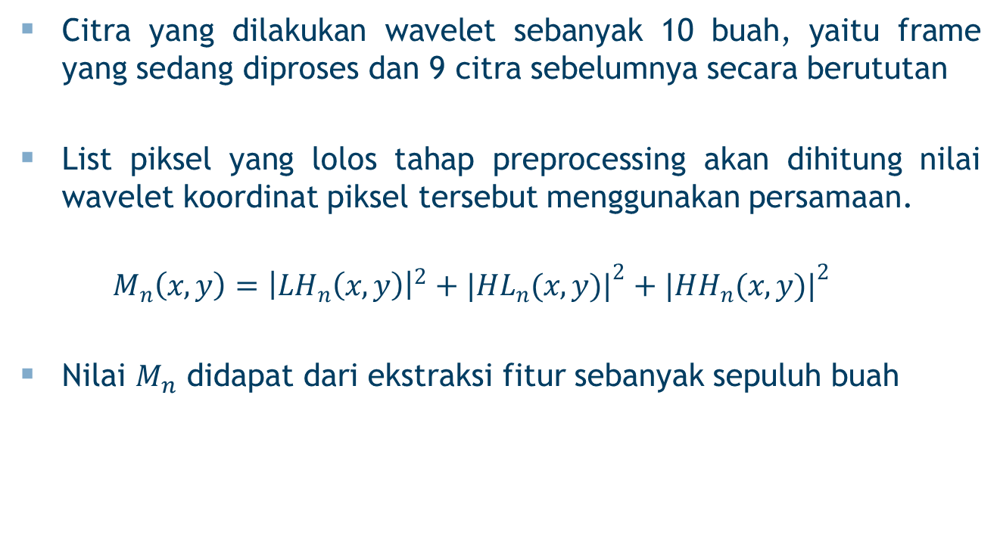 ▪ Citra yang dilakukan wavelet sebanyak 10 buah, yaitu frame
yang sedang diproses dan 9 citra sebelumnya secara berututan
▪ List piksel yang lolos tahap preprocessing akan dihitung nilai
wavelet koordinat piksel tersebut menggunakan persamaan.
$M_n(x,y) = |LH_n(x,y)|^2 + |HL_n(x,y)|^2 + |HH_n(x,y)|^2$
▪ Nilai $M_n$ didapat dari ekstraksi fitur sebanyak sepuluh buah